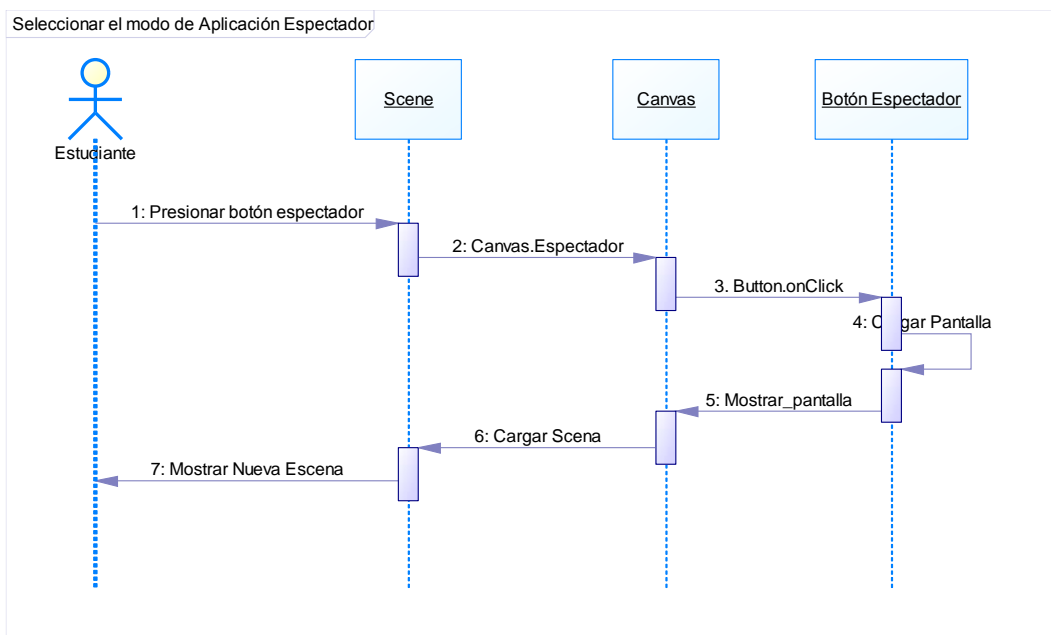 Seleccionar el modo de Aplicación Espectador
Scene
Canvas
Botón Espectador
Estudiante
1: Presionar botón espectador
2: Canvas.Espectador
3. Button.onClick
4: Cargar Pantalla
5: Mostrar_pantalla
6: Cargar Scena
7: Mostrar Nueva Escena